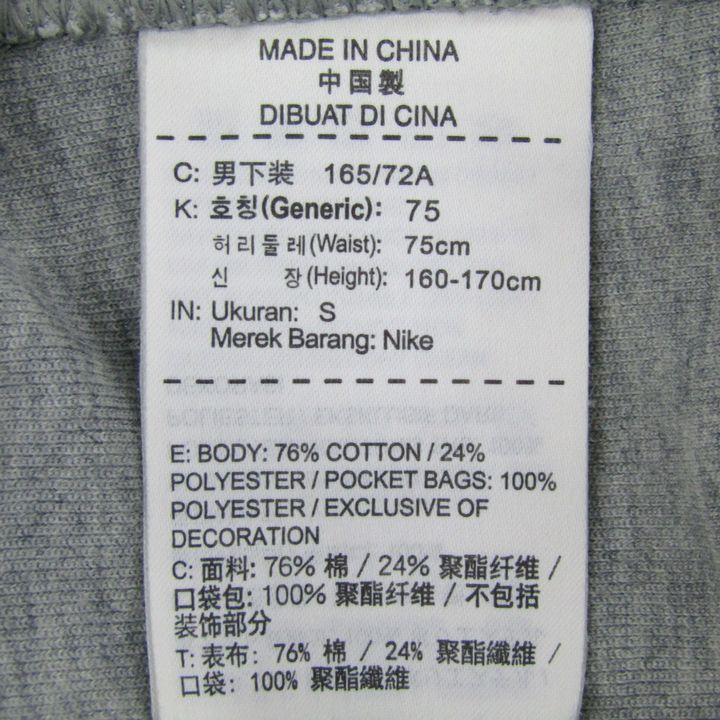 MADE IN CHINA
中国製
DIBUAT DI CINA
C: 男下装 165/72A
K: 호칭(Generic): 75
허리둘레(Waist): 75cm
신 장(Height): 160-170cm
IN: Ukuran: S
Merek Barang: Nike
E: BODY: 76% COTTON / 24%
POLYESTER / POCKET BAGS: 100%
POLYESTER / EXCLUSIVE OF
DECORATION
C: 面料: 76% 棉 / 24% 聚酯纤维 /
口袋包: 100% 聚酯纤维 / 不包括
装饰部分
T: 表布: 76% 棉 / 24% 聚酯纖維 /
口袋: 100% 聚酯纖維